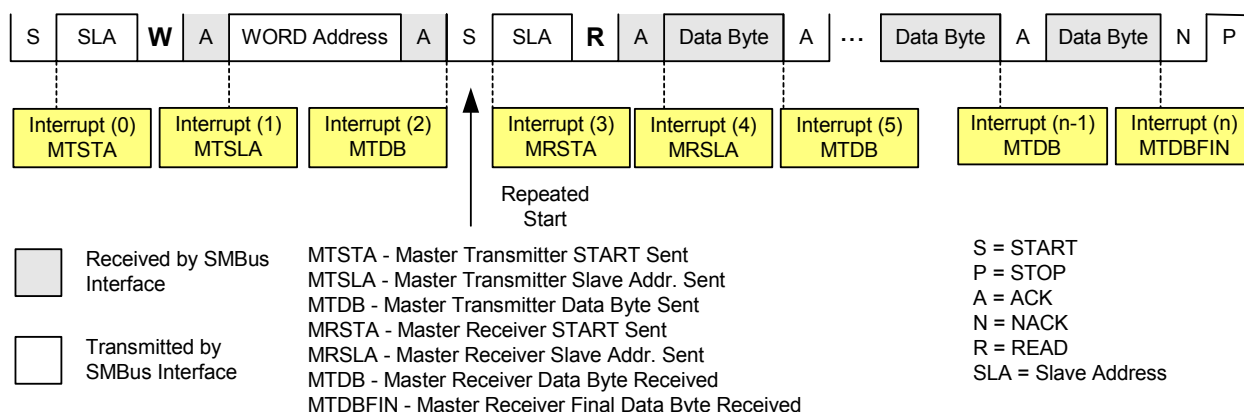 S SLA W A WORD Address A S SLA R A Data Byte A ... Data Byte A Data Byte N P
Interrupt (0)
MTSTA
Interrupt (1)
MTSLA
Interrupt (2)
MTDB
Interrupt (3)
MRSTA
Interrupt (4)
MRSLA
Interrupt (5)
MTDB
Interrupt (n-1)
MTDB
Interrupt (n)
MTDBFIN
Repeated
Start
Received by SMBus
Interface
Transmitted by
SMBus Interface
MTSTA - Master Transmitter START Sent
MTSLA - Master Transmitter Slave Addr. Sent
MTDB - Master Transmitter Data Byte Sent
MRSTA - Master Receiver START Sent
MRSLA - Master Receiver Slave Addr. Sent
MTDB - Master Receiver Data Byte Received
MTDBFIN - Master Receiver Final Data Byte Received
S = START
P = STOP
A = ACK
N = NACK
R = READ
SLA = Slave Address